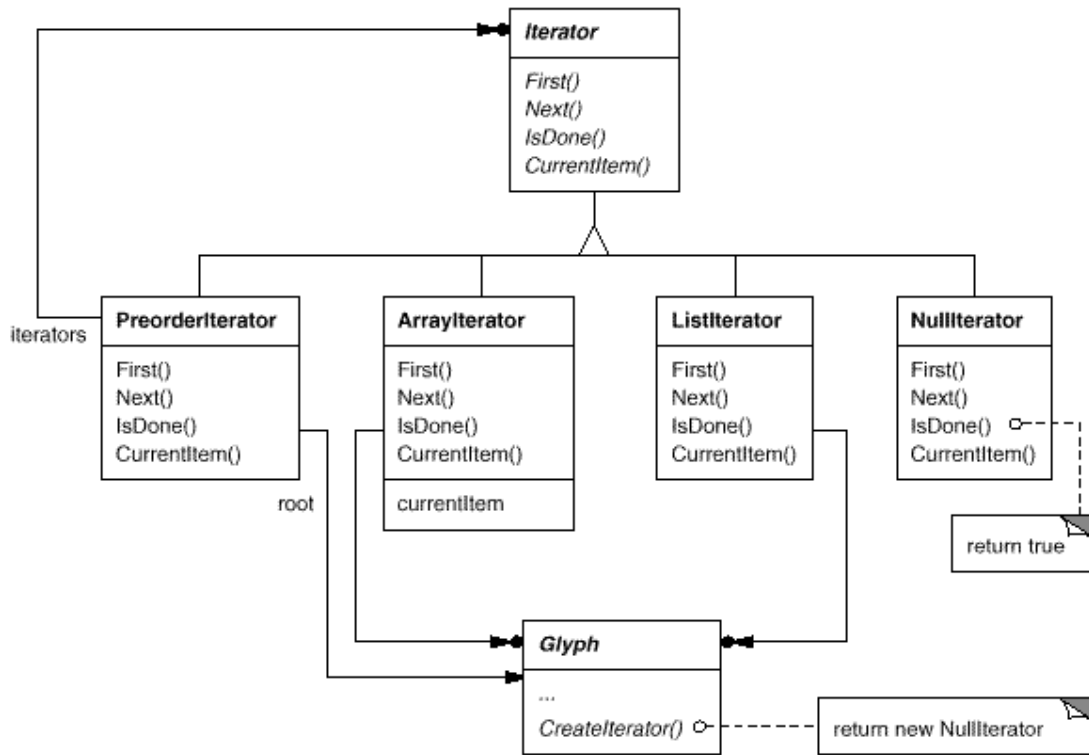 Iterator
First()
Next()
IsDone()
CurrentItem()
iterators
PreorderIterator
First()
Next()
IsDone()
CurrentItem()
root
ArrayIterator
First()
Next()
IsDone()
CurrentItem()
currentItem
ListIterator
First()
Next()
IsDone()
CurrentItem()
NullIterator
First()
Next()
IsDone()
CurrentItem()
return true
Glyph
...
CreateIterator()
return new NullIterator